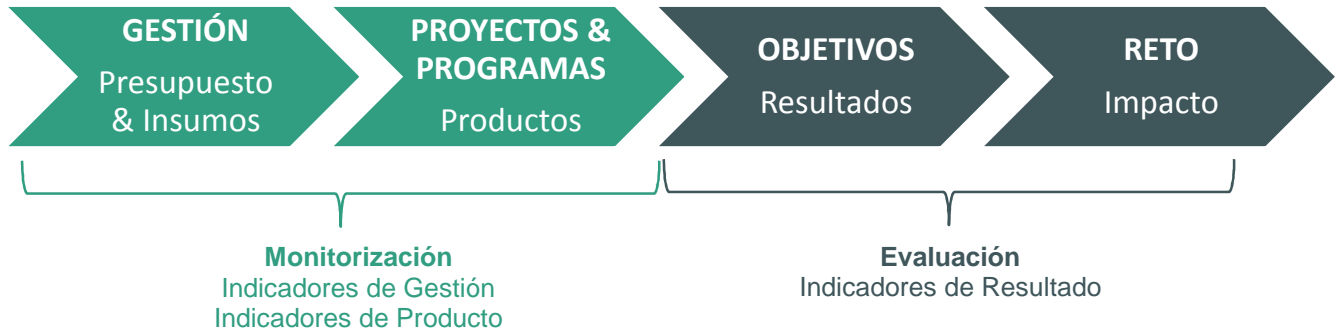 GESTIÓN
Presupuesto
& Insumos
PROYECTOS &
PROGRAMAS
Productos
OBJETIVOS
Resultados
RETO
Impacto
Monitorización
Indicadores de Gestión
Indicadores de Producto
Evaluación
Indicadores de Resultado